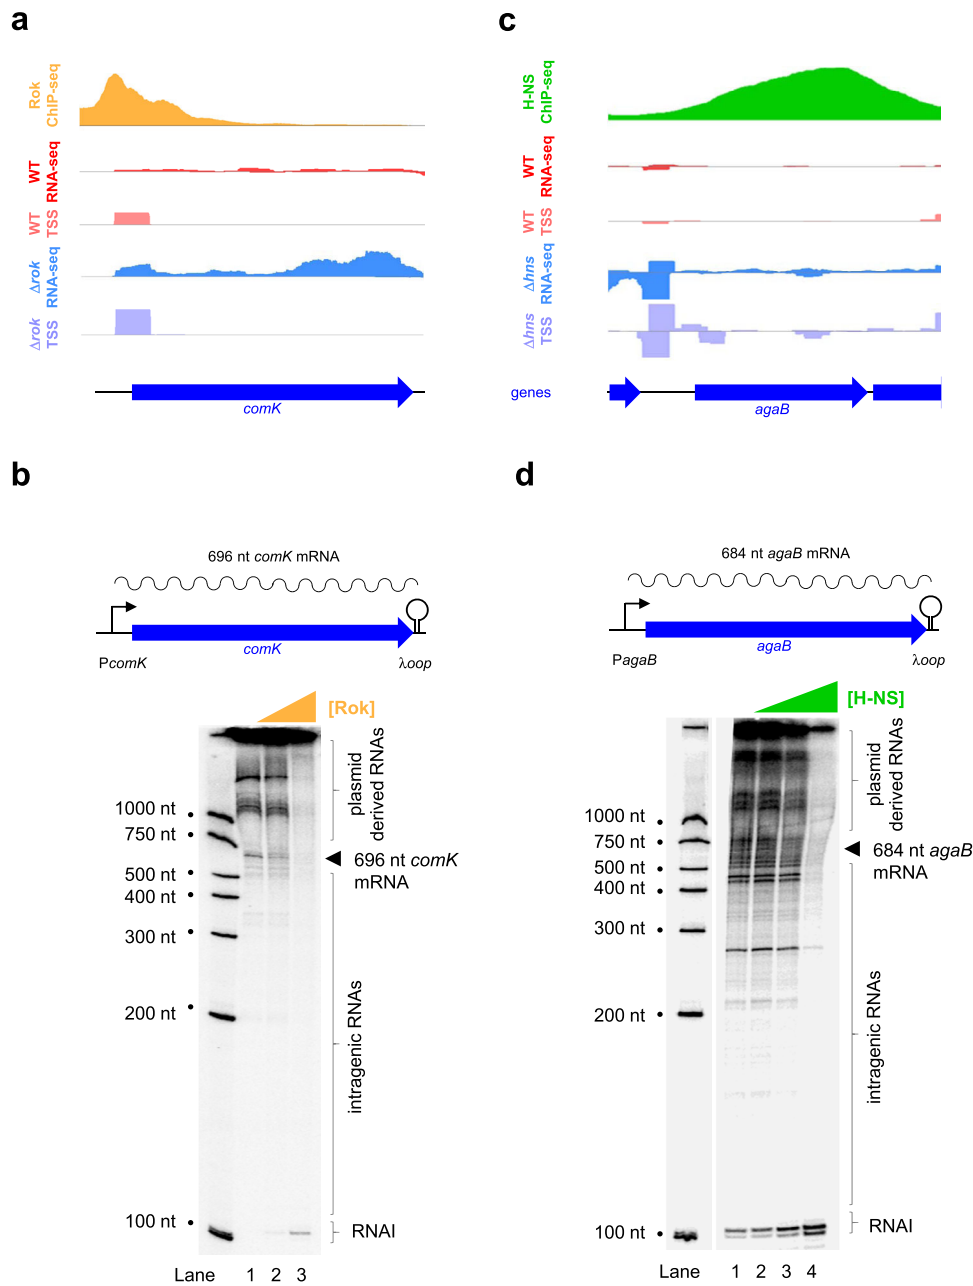 a
Rok
ChIP-seq
WT
RNA-seq
WT
TSS
Δrok
RNA-seq
Δrok
TSS
comK
c
H-NS
ChIP-seq
WT
RNA-seq
WT
TSS
Δhns
RNA-seq
Δhns
TSS
genes
agaB
b
696 nt comK mRNA
comK
PcomK
λoop
[Rok]
1000 nt
750 nt
500 nt
400 nt
300 nt
200 nt
100 nt
plasmid
derived RNAs
696 nt comK
mRNA
intragenic RNAs
RNAI
Lane 1 2 3
d
684 nt agaB mRNA
agaB
PagaB
λoop
[H-NS]
1000 nt
750 nt
500 nt
400 nt
300 nt
200 nt
100 nt
plasmid
derived RNAs
684 nt agaB
mRNA
intragenic RNAs
RNAI
Lane 1 2 3 4